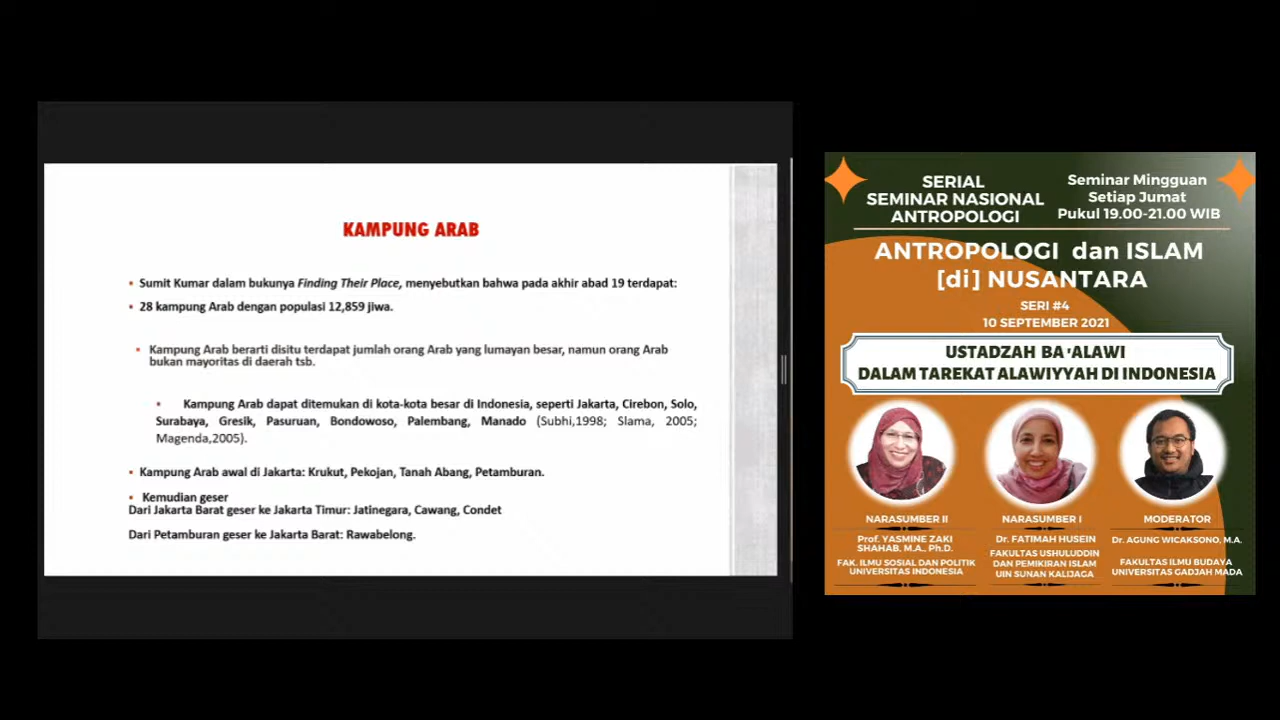 KAMPUNG ARAB
▪ Sumit Kumar dalam bukunya Finding Their Place, menyebutkan bahwa pada akhir abad 19 terdapat:
▪ 28 kampung Arab dengan populasi 12,859 jiwa.
▪ Kampung Arab berarti disitu terdapat jumlah orang Arab yang lumayan besar, namun orang Arab
bukan mayoritas di daerah tsb.
▪ Kampung Arab dapat ditemukan di kota-kota besar di Indonesia, seperti Jakarta, Cirebon, Solo,
Surabaya, Gresik, Pasuruan, Bondowoso, Palembang, Manado (Subhi,1998; Slama, 2005;
Magenda,2005).
▪ Kampung Arab awal di Jakarta: Krukut, Pekojan, Tanah Abang, Petamburan.
▪ Kemudian geser
Dari Jakarta Barat geser ke Jakarta Timur: Jatinegara, Cawang, Condet
Dari Petamburan geser ke Jakarta Barat: Rawabelong.
SERIAL
SEMINAR NASIONAL
ANTROPOLOGI
Seminar Mingguan
Setiap Jumat
Pukul 19.00-21.00 WIB
ANTROPOLOGI dan ISLAM
[di] NUSANTARA
SERI #4
10 SEPTEMBER 2021
USTADZAH BA 'ALAWI
DALAM TAREKAT ALAWIYYAH DI INDONESIA
NARASUMBER II
Prof. YASMINE ZAKI
SHAHAB. M.A., Ph.D.
FAK. ILMU SOSIAL DAN POLITIK
UNIVERSITAS INDONESIA
NARASUMBER I
Dr. FATIMAH HUSEIN
FAKULTAS USHULUDDIN
DAN PEMIKIRAN ISLAM
UIN SUNAN KALIJAGA
MODERATOR
Dr. AGUNG WICAKSONO, M.A.
FAKULTAS ILMU BUDAYA
UNIVERSITAS GADJAH MADA